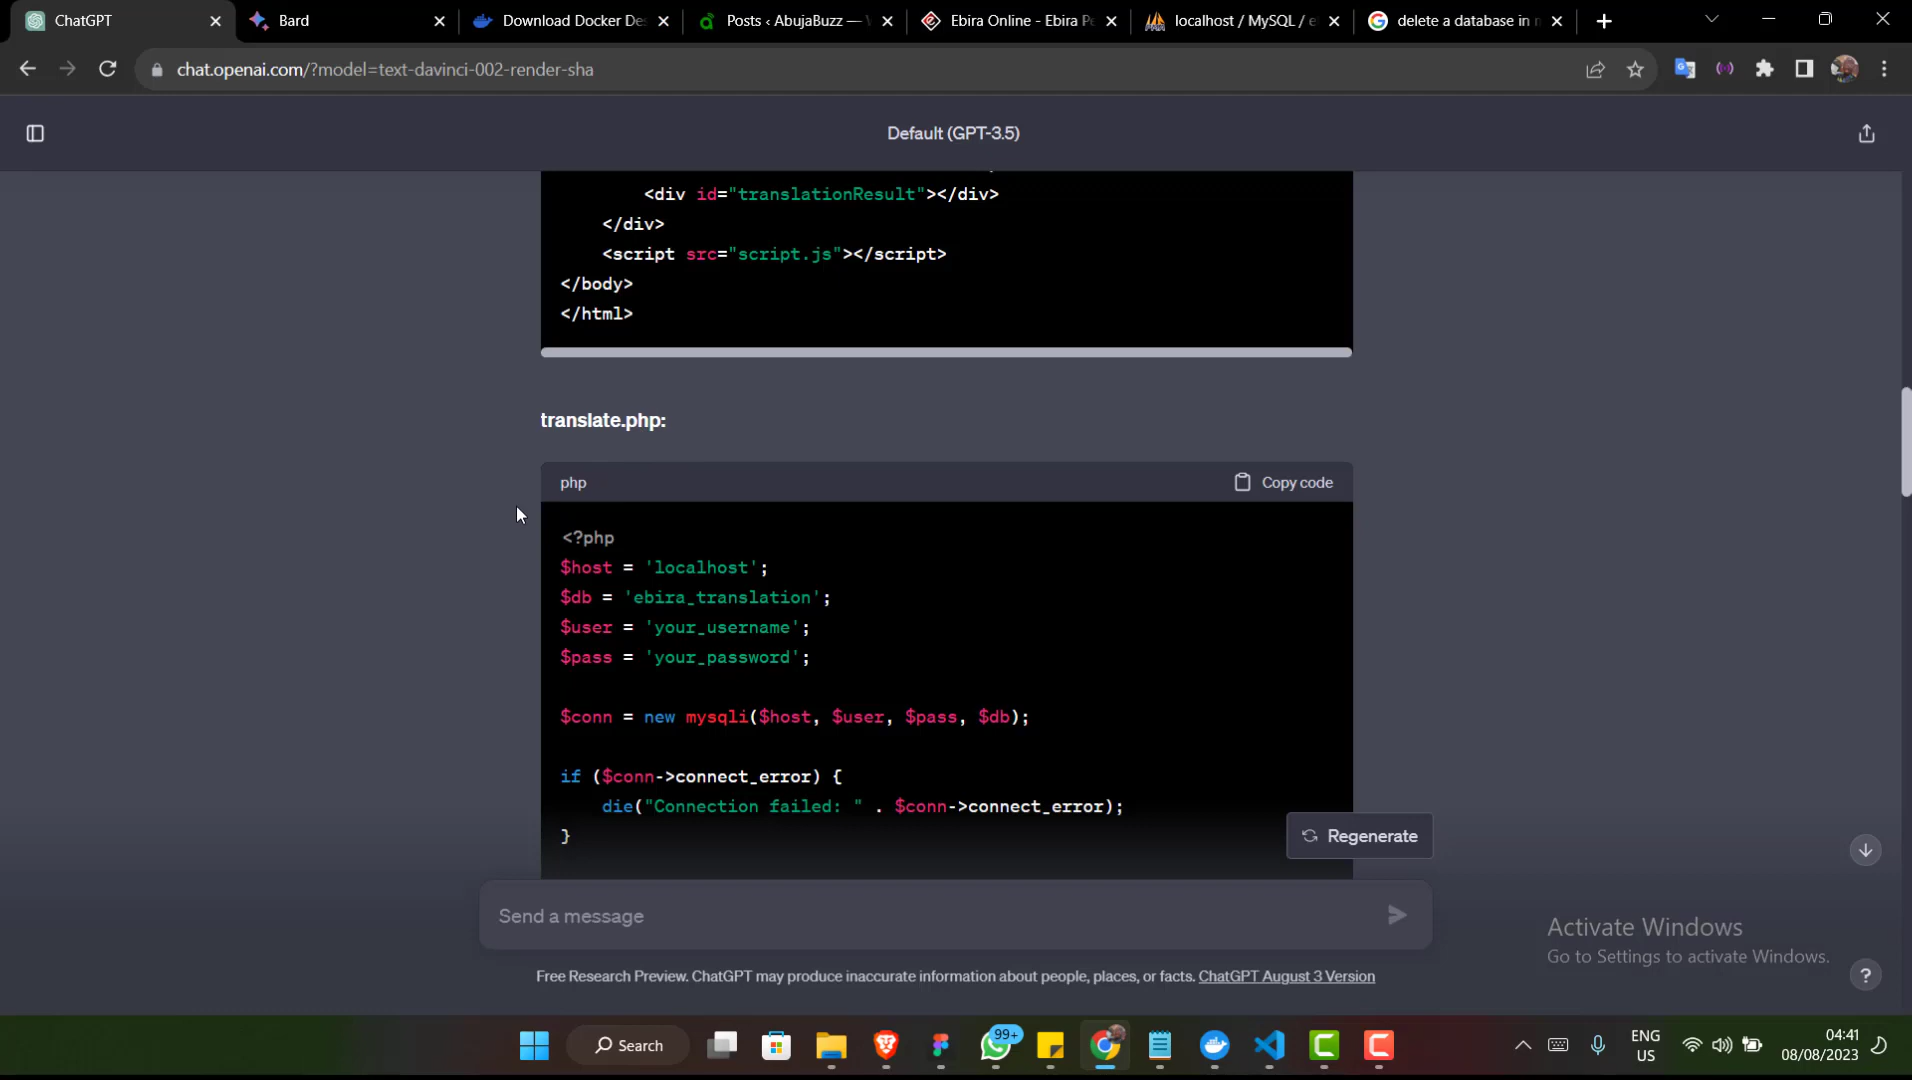 ChatGPT
Bard
Download Docker Des
Posts ‹ AbujaBuzz —
Ebira Online - Ebira Pe
localhost / MySQL / e
delete a database in
chat.openai.com/?model=text-davinci-002-render-sha
Default (GPT-3.5)
<div id="translationResult"></div>
</div>
<script src="script.js"></script>
</body>
</html>
translate.php:
php
Copy code
<?php
$host = 'localhost';
$db = 'ebira_translation';
$user = 'your_username';
$pass = 'your_password';
$conn = new mysqli($host, $user, $pass, $db);
if ($conn->connect_error) {
die("Connection failed: " . $conn->connect_error);
}
Regenerate
Send a message
Activate Windows
Go to Settings to activate Windows.
Free Research Preview. ChatGPT may produce inaccurate information about people, places, or facts. ChatGPT August 3 Version
?
Search
99+
ENG
US
04:41
08/08/2023